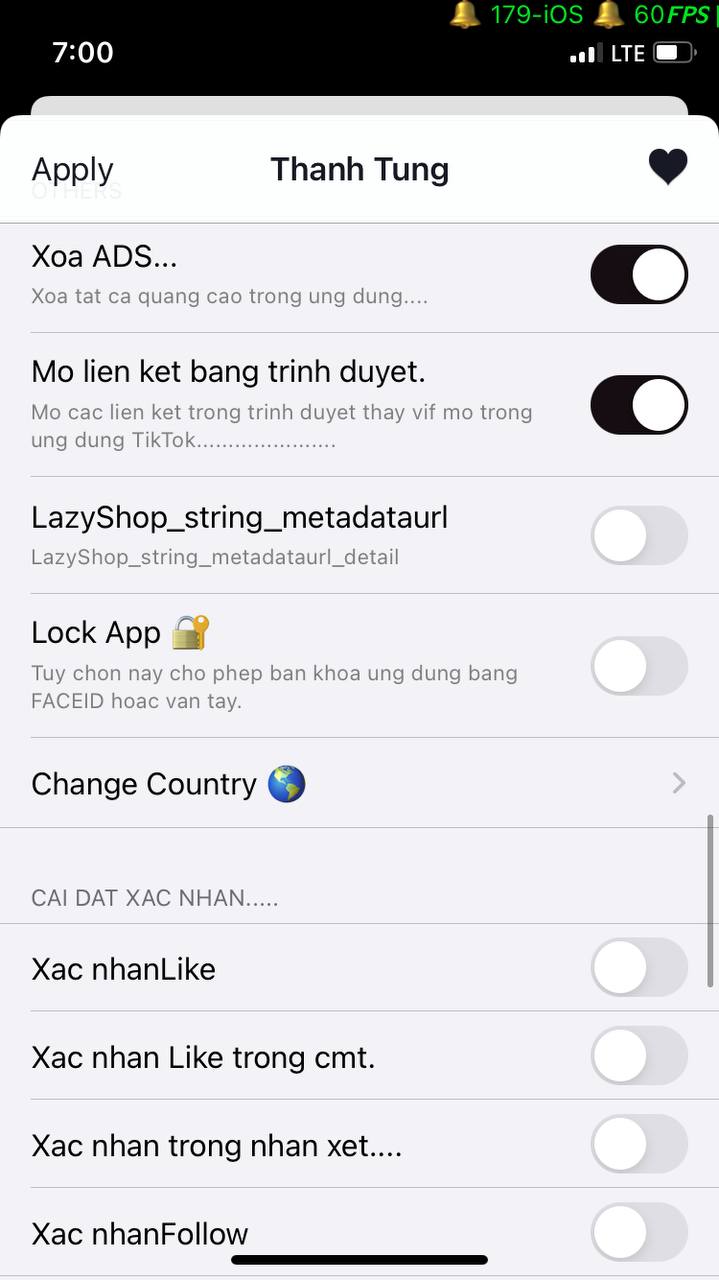 🔔 179-iOS 🔔 60FPS
7:00
LTE
Apply
Thanh Tung
OTHERS
Xoa ADS...
Xoa tat ca quang cao trong ung dung....
Mo lien ket bang trinh duyet.
Mo cac lien ket trong trinh duyet thay vif mo trong
ung dung TikTok......................
LazyShop_string_metadataurl
LazyShop_string_metadataurl_detail
Lock App 🔐
Tuy chon nay cho phep ban khoa ung dung bang
FACEID hoac van tay.
Change Country 🌎
CAI DAT XAC NHAN.....
Xac nhanLike
Xac nhan Like trong cmt.
Xac nhan trong nhan xet....
Xac nhanFollow